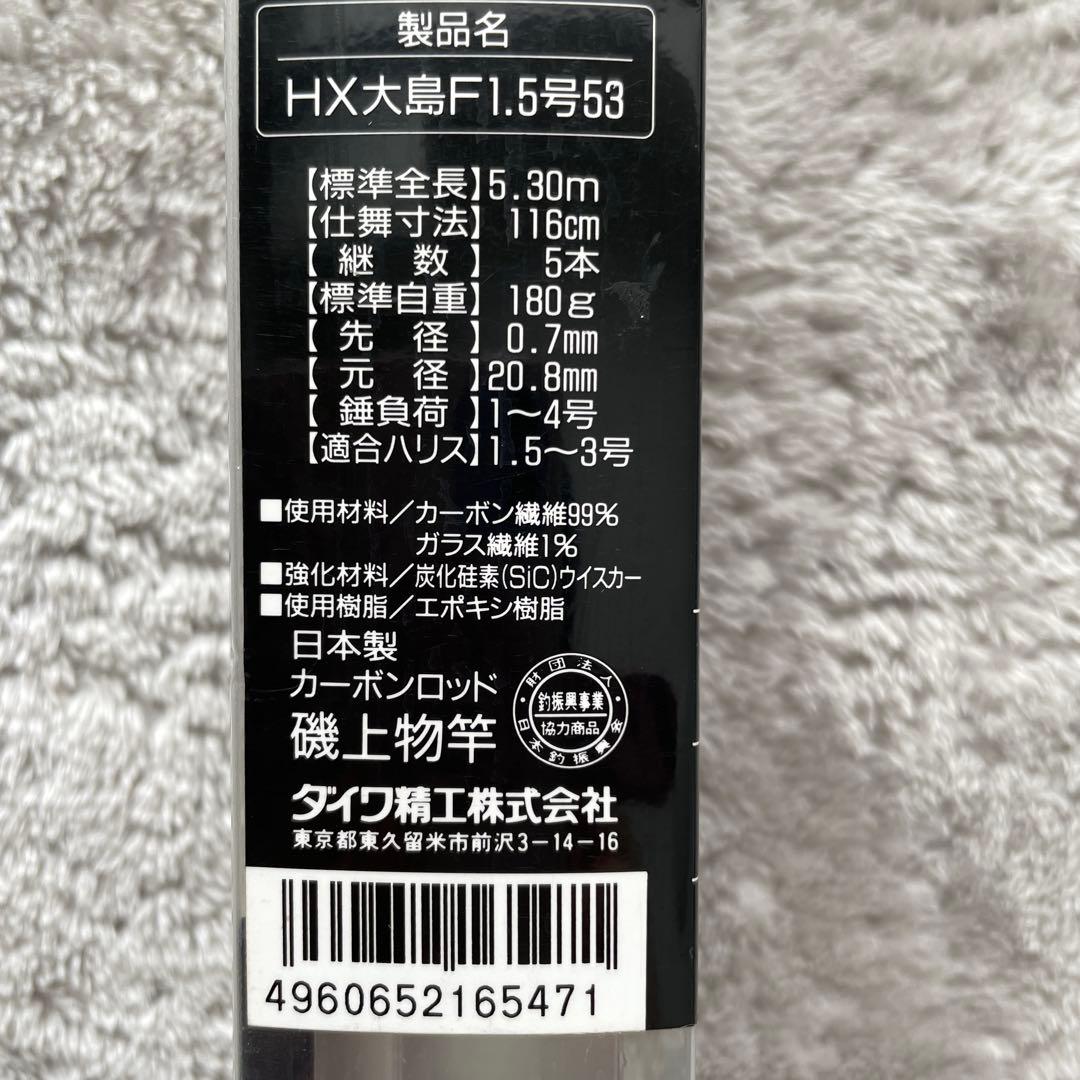 製品名
HX大島F1.5号53
【標準全長】5.30m
【仕舞寸法】 116cm
【継 数】 5本
【標準自重】 180g
【先 径】 0.7mm
【元 径】20.8mm
【錘負荷】1～4号
【適合ハリス】1.5～3号
■使用材料／カーボン繊維99%
ガラス繊維1%
■強化材料／炭化硅素(SiC)ウイスカー
■使用樹脂／エポキシ樹脂
日本製
カーボンロッド
磯上物竿
財団法人・日本釣振興会・
釣振興事業
協力商品
ダイワ精工株式会社
東京都東久留米市前沢3－14－16
4960652165471